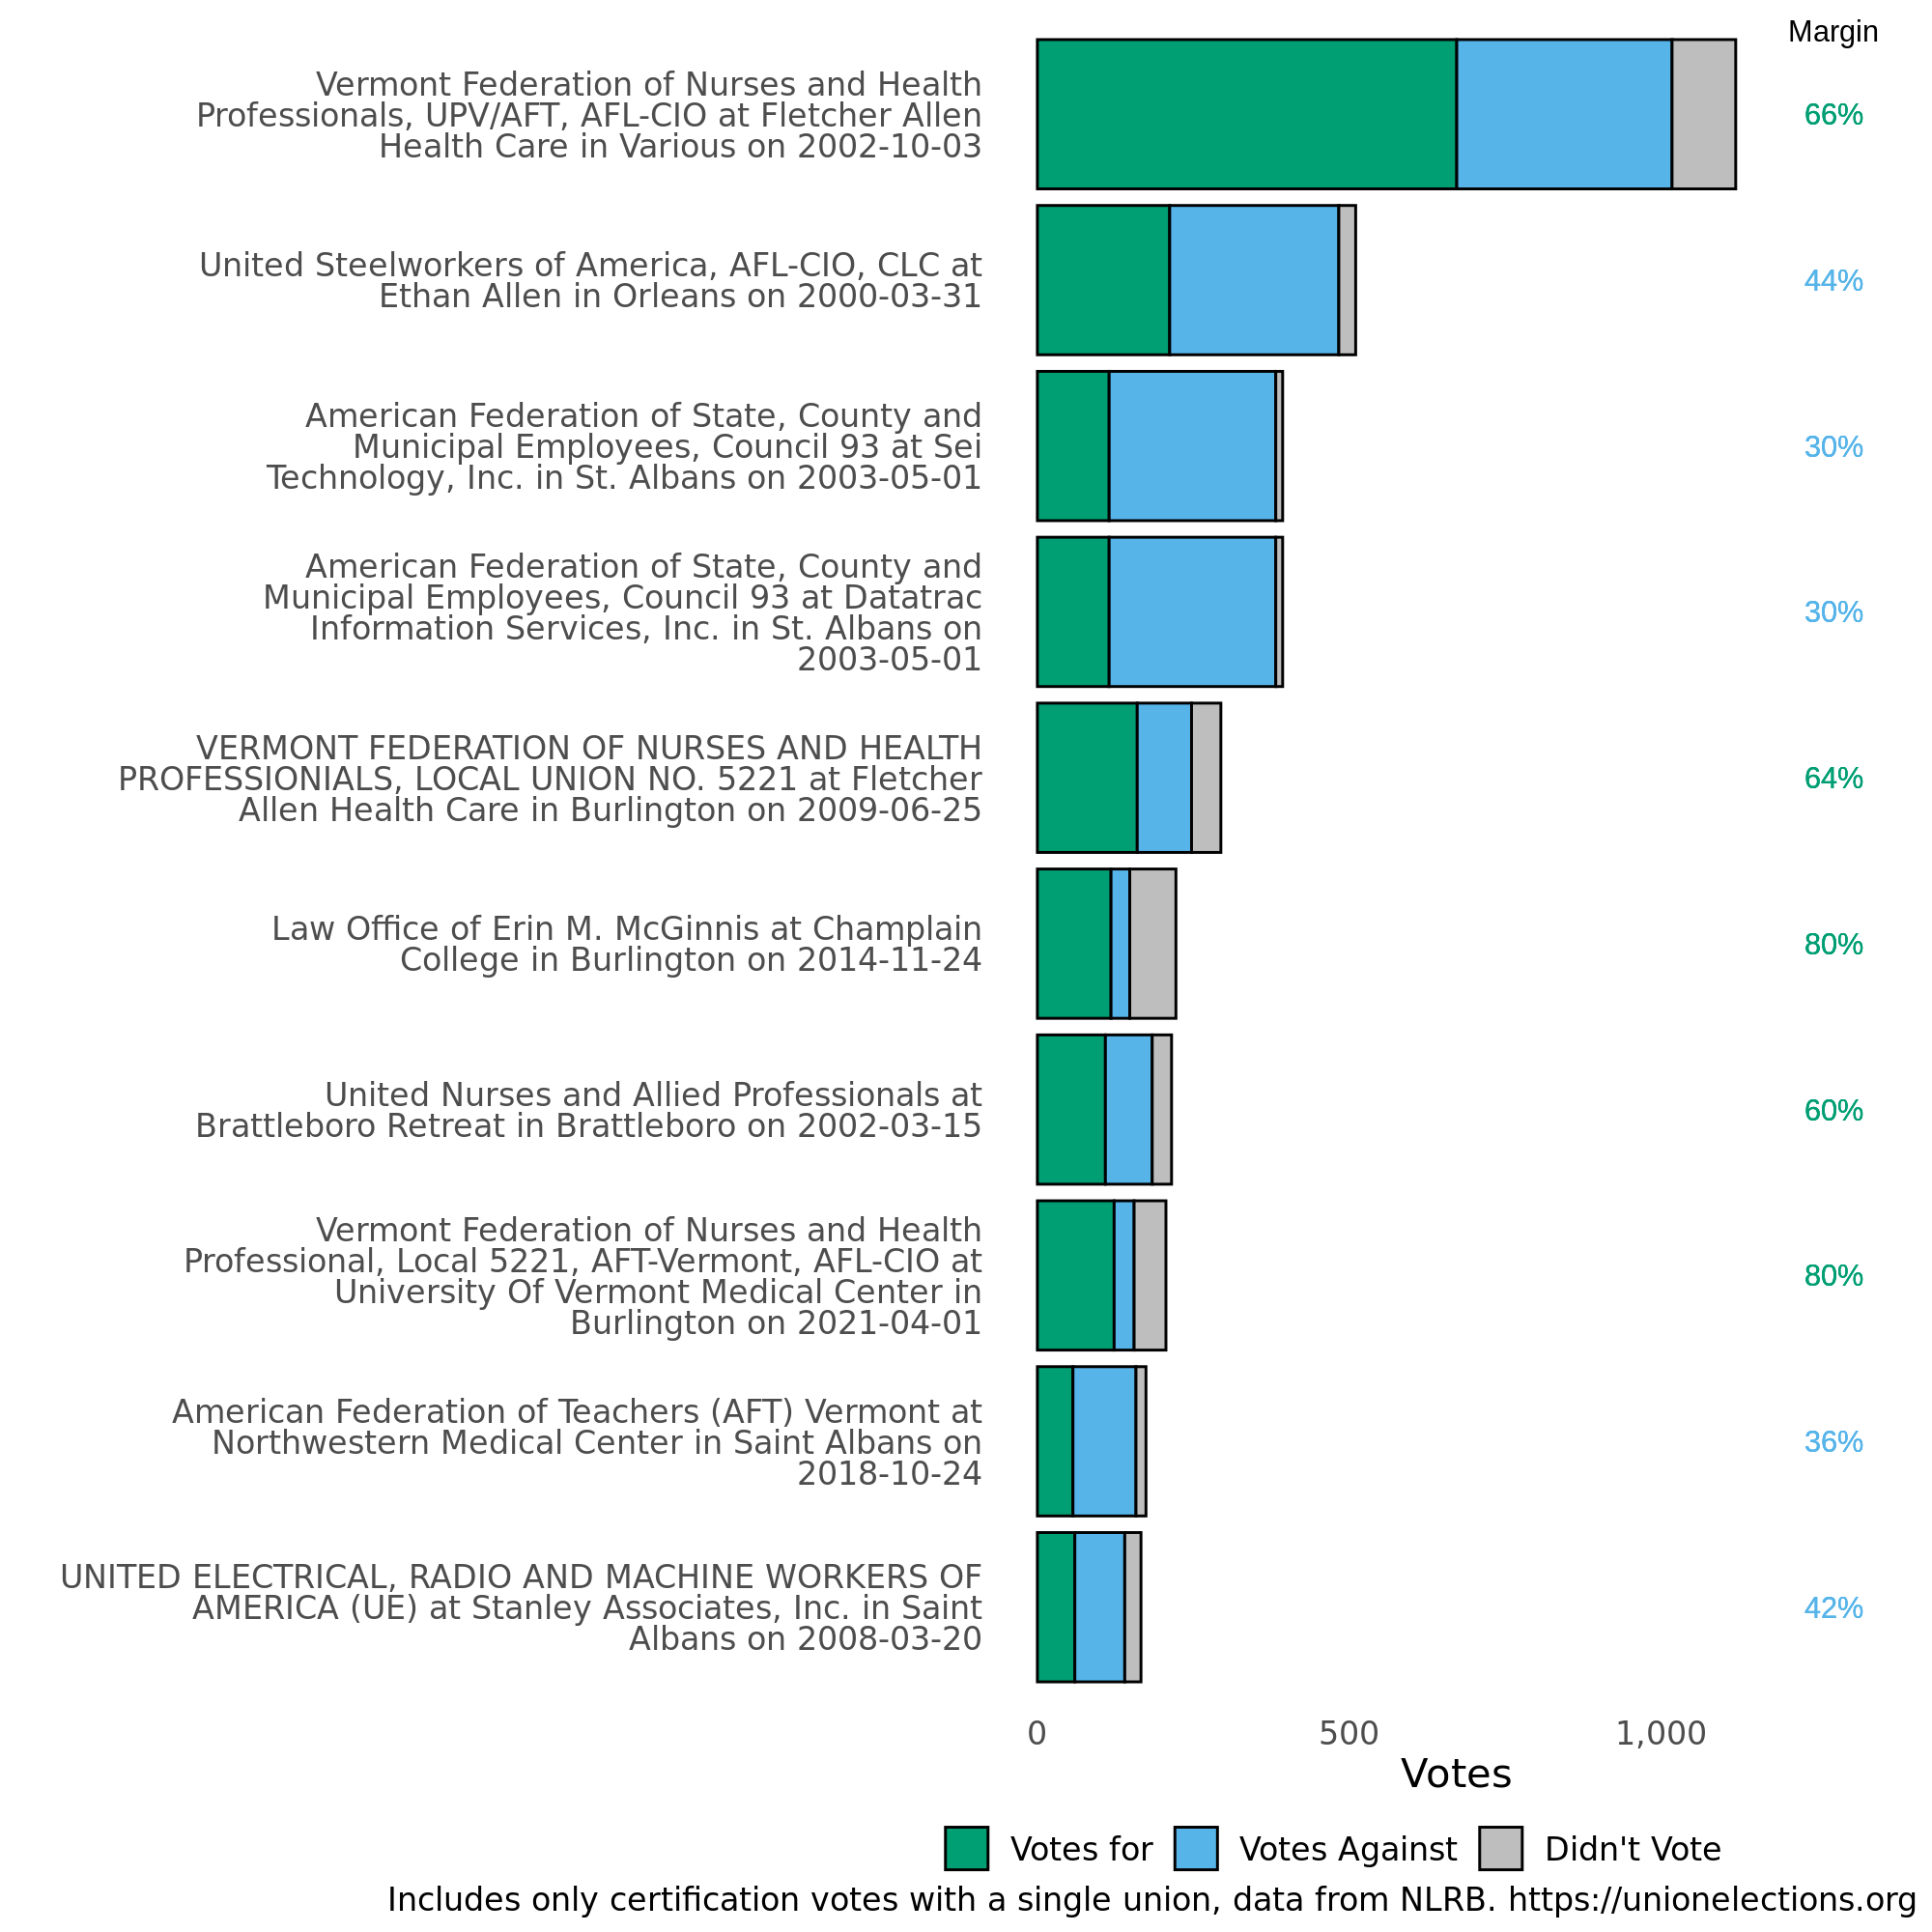 Margin
Vermont Federation of Nurses and Health
Professionals, UPV/AFT, AFL-CIO at Fletcher Allen
Health Care in Various on 2002-10-03
66%
United Steelworkers of America, AFL-CIO, CLC at
Ethan Allen in Orleans on 2000-03-31
44%
American Federation of State, County and
Municipal Employees, Council 93 at Sei
Technology, Inc. in St. Albans on 2003-05-01
30%
American Federation of State, County and
Municipal Employees, Council 93 at Datatrac
Information Services, Inc. in St. Albans on
2003-05-01
30%
VERMONT FEDERATION OF NURSES AND HEALTH
PROFESSIONIALS, LOCAL UNION NO. 5221 at Fletcher
Allen Health Care in Burlington on 2009-06-25
64%
Law Office of Erin M. McGinnis at Champlain
College in Burlington on 2014-11-24
80%
United Nurses and Allied Professionals at
Brattleboro Retreat in Brattleboro on 2002-03-15
60%
Vermont Federation of Nurses and Health
Professional, Local 5221, AFT-Vermont, AFL-CIO at
University Of Vermont Medical Center in
Burlington on 2021-04-01
80%
American Federation of Teachers (AFT) Vermont at
Northwestern Medical Center in Saint Albans on
2018-10-24
36%
UNITED ELECTRICAL, RADIO AND MACHINE WORKERS OF
AMERICA (UE) at Stanley Associates, Inc. in Saint
Albans on 2008-03-20
42%
0 500 1,000
Votes
Votes for Votes Against Didn't Vote
Includes only certification votes with a single union, data from NLRB. https://unionelections.org